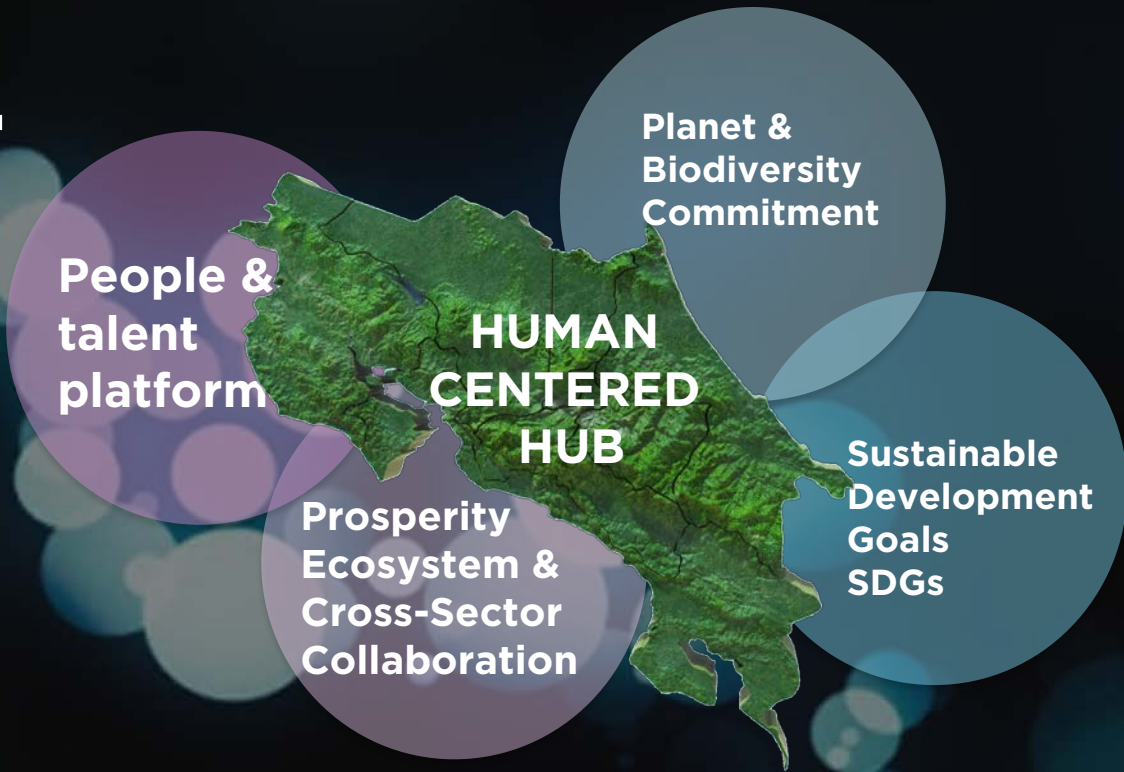 People &
talent
platform
Planet &
Biodiversity
Commitment
HUMAN
CENTERED
HUB
Sustainable
Development
Goals
SDGs
Prosperity
Ecosystem &
Cross-Sector
Collaboration